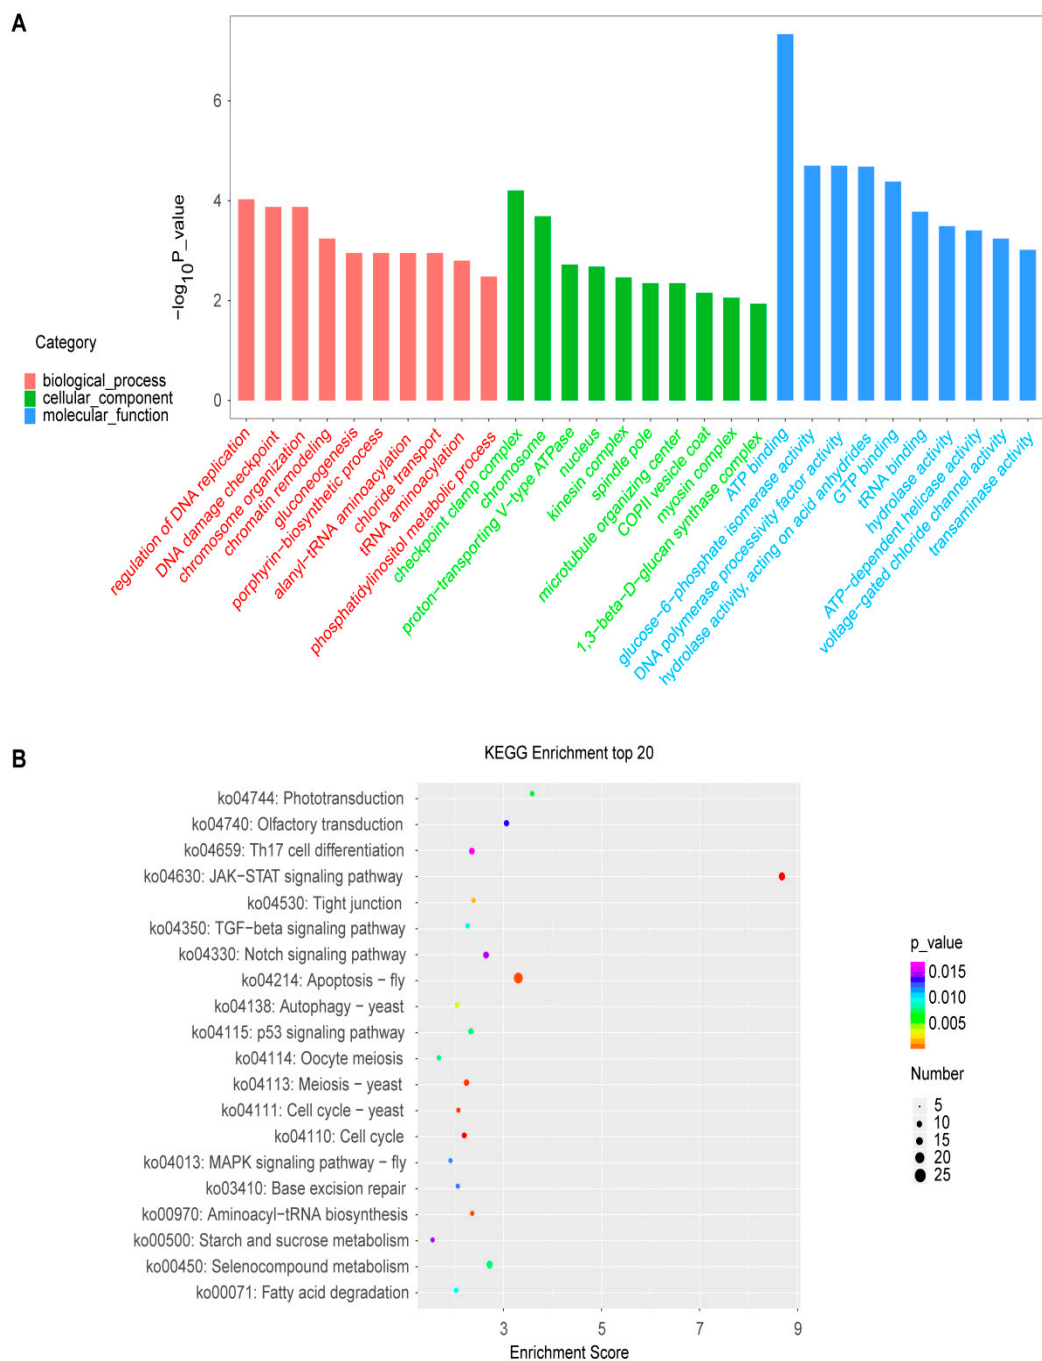 A
6
4
2
0
−log10P_value
Category
biological_process
cellular_component
molecular_function
regulation of DNA replication
DNA damage checkpoint
chromosome organization
chromatin remodeling
gluconeogenesis
porphyrin−biosynthetic process
alanyl−tRNA aminoacylation
chloride transport
tRNA aminoacylation
phosphatidylinositol metabolic process
checkpoint clamp complex
chromosome
proton−transporting V−type ATPase
nucleus
kinesin complex
spindle pole
microtubule organizing center
COPII vesicle coat
myosin complex
1,3−beta−D−glucan synthase complex
ATP binding
glucose−6−phosphate isomerase activity
DNA polymerase processivity factor activity
hydrolase activity, acting on acid anhydrides
GTP binding
tRNA binding
hydrolase activity
ATP−dependent helicase activity
voltage−gated chloride channel activity
transaminase activity
B
KEGG Enrichment top 20
ko04744: Phototransduction
ko04740: Olfactory transduction
ko04659: Th17 cell differentiation
ko04630: JAK−STAT signaling pathway
ko04530: Tight junction
ko04350: TGF−beta signaling pathway
ko04330: Notch signaling pathway
ko04214: Apoptosis − fly
ko04138: Autophagy − yeast
ko04115: p53 signaling pathway
ko04114: Oocyte meiosis
ko04113: Meiosis − yeast
ko04111: Cell cycle − yeast
ko04110: Cell cycle
ko04013: MAPK signaling pathway − fly
ko03410: Base excision repair
ko00970: Aminoacyl−tRNA biosynthesis
ko00500: Starch and sucrose metabolism
ko00450: Selenocompound metabolism
ko00071: Fatty acid degradation
3 5 7 9
Enrichment Score
p_value
0.015
0.010
0.005
Number
5
10
15
20
25